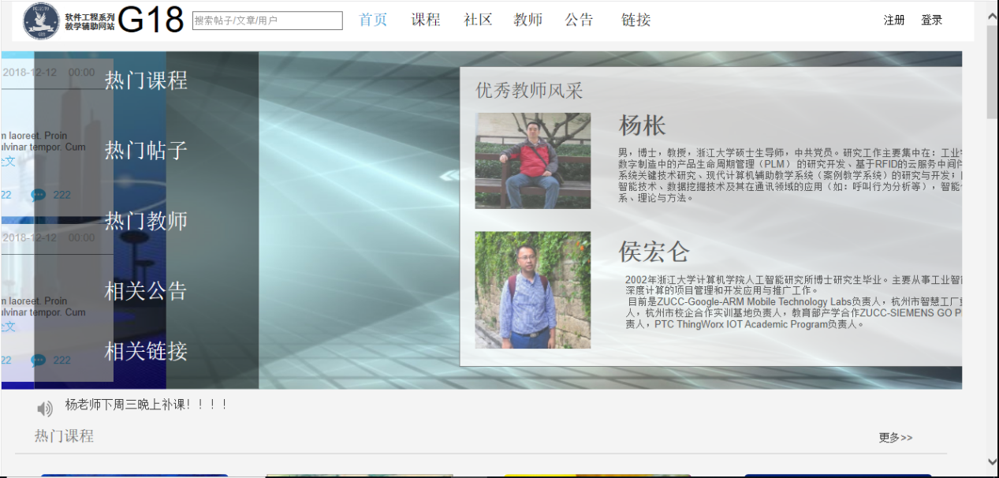 软件工程系列
教学辅助网站
G18
搜索帖子/文章/用户
首页 课程 社区 教师 公告 链接
注册 登录
2018-12-12 00:00
热门课程
m laoreet. Proin
ulvinar tempor. Cum
全文
热门帖子
22 222
热门教师
2018-12-12 00:00
相关公告
m laoreet. Proin
ulvinar tempor. Cum
全文
相关链接
22 222
优秀教师风采
杨枨
男，博士，教授，浙江大学硕士生导师，中共党员。研究工作主要集中在：工业
数字制造中的产品生命周期管理（PLM） 的研究开发、基于RFID的云服务中间件
系统关键技术研究、现代计算机辅助教学系统（案例教学系统）的研究与开发；
智能技术、数据挖掘技术及其在通讯领域的应用（如：呼叫行为分析等），智能
系、理论与方法。
侯宏仑
2002年浙江大学计算机学院人工智能研究所博士研究生毕业。主要从事工业智
深度计算的项目管理和开发应用与推广工作。
目前是ZUCC-Google-ARM Mobile Technology Labs负责人，杭州市智慧工厂
人，杭州市校企合作实训基地负责人，教育部产学合作ZUCC-SIEMENS GO P
责人，PTC ThingWorx IOT Academic Program负责人。
杨老师下周三晚上补课！！！！
热门课程
更多>>